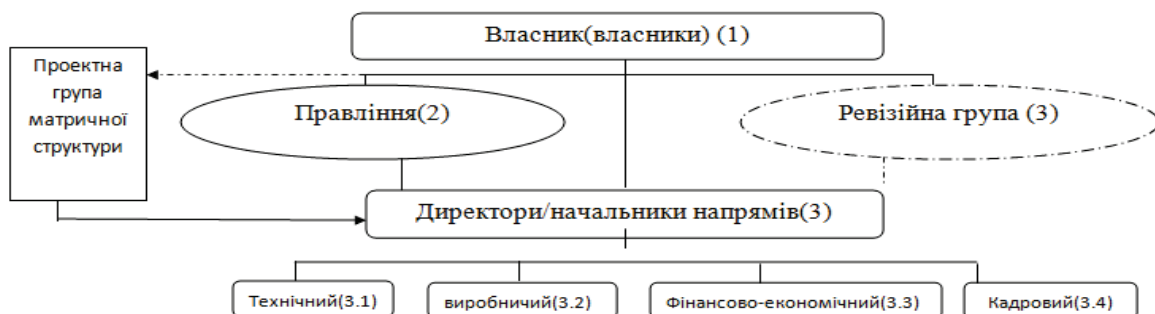 Власник(власники) (1)
Проектна
група
матричної
структури
Правління(2)
Ревізійна група (3)
Директори/начальники напрямів(3)
Технічний(3.1)
виробничий(3.2)
Фінансово-економічний(3.3)
Кадровий(3.4)